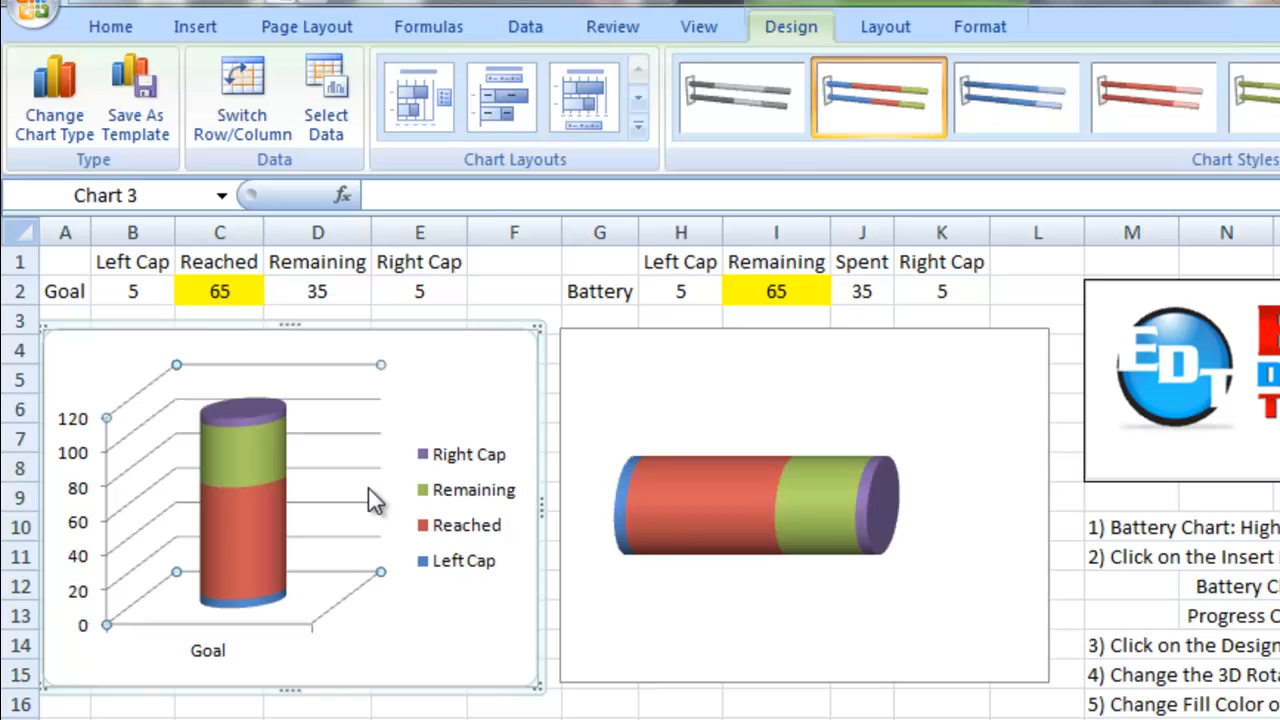 Home Insert Page Layout Formulas Data Review View Design Layout Format
Change Chart Type
Save As Template
Switch Row/Column
Select Data
Type Data Chart Layouts Chart Styles
Chart 3 fx
A B C D E F G H I J K L M N
1 Left Cap Reached Remaining Right Cap Left Cap Remaining Spent Right Cap
2 Goal 5 65 35 5 Battery 5 65 35 5
3
4
5
6
7
8
9
10
11
12
13
14
15
16
120
100
80
60
40
20
0
Goal
Right Cap
Remaining
Reached
Left Cap
EDT
1) Battery Chart: High
2) Click on the Insert
Battery C
Progress C
3) Click on the Design
4) Change the 3D Rota
5) Change Fill Color o